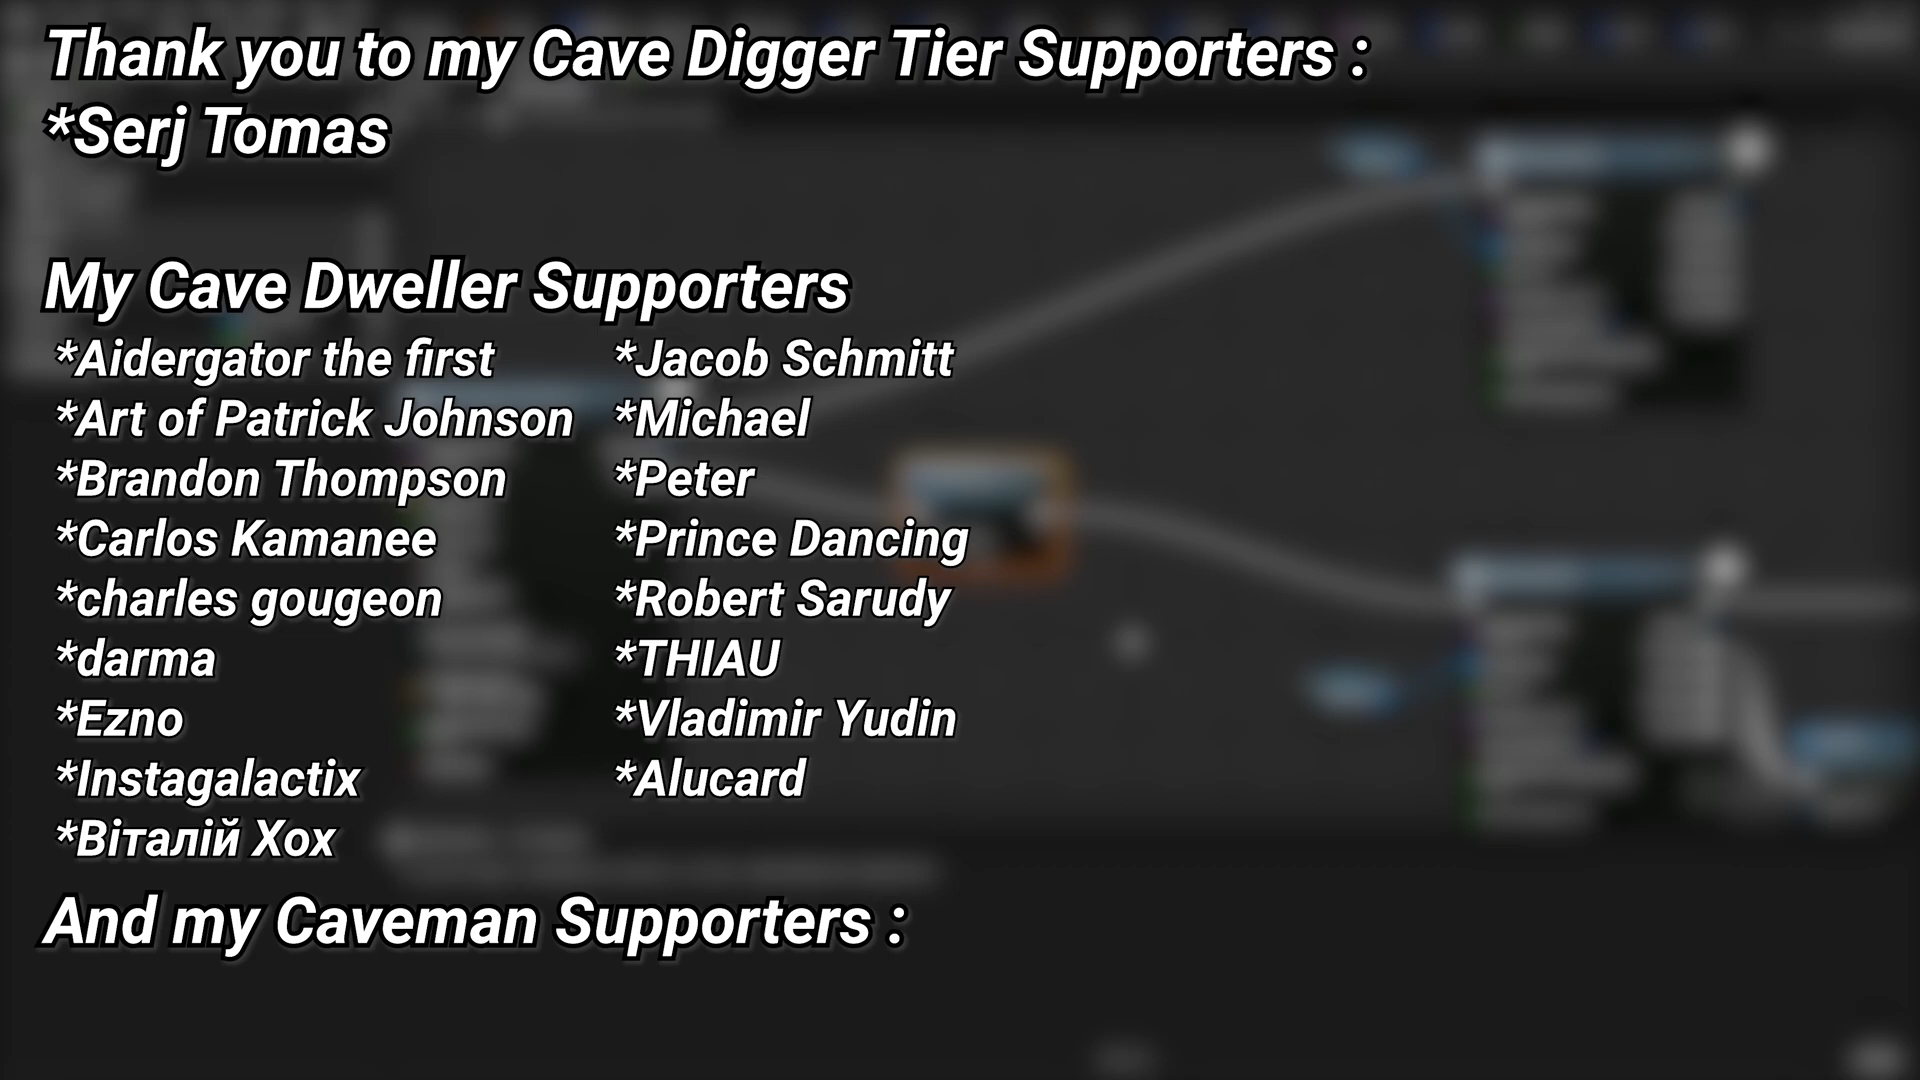 Thank you to my Cave Digger Tier Supporters :
*Serj Tomas
My Cave Dweller Supporters
*Aidergator the first
*Art of Patrick Johnson
*Brandon Thompson
*Carlos Kamanee
*charles gougeon
*darma
*Ezno
*Instagalactix
*Віталій Хох
*Jacob Schmitt
*Michael
*Peter
*Prince Dancing
*Robert Sarudy
*THIAU
*Vladimir Yudin
*Alucard
And my Caveman Supporters :